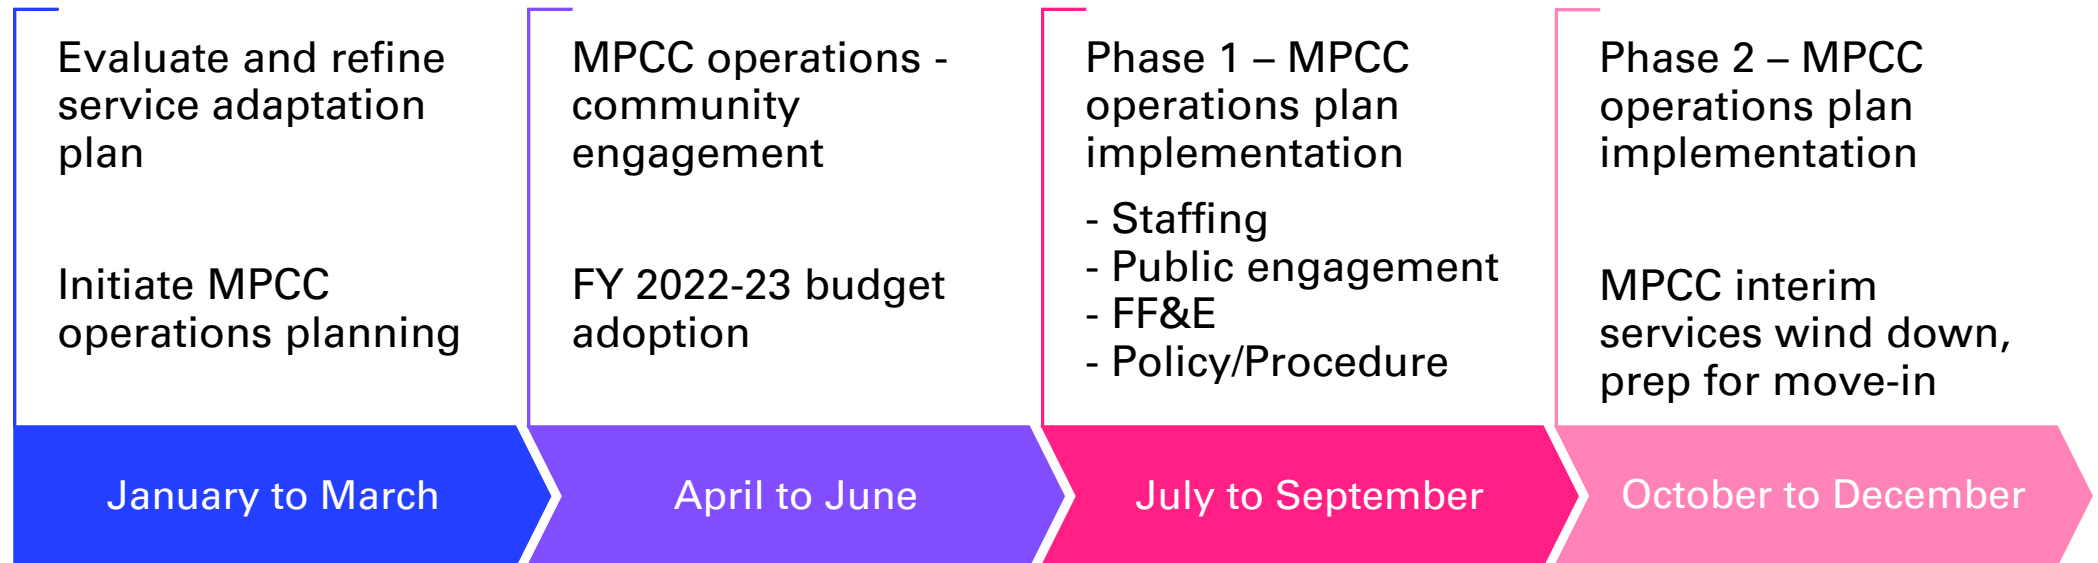 Evaluate and refine
service adaptation
plan
Initiate MPCC
operations planning
January to March
MPCC operations -
community
engagement
FY 2022-23 budget
adoption
April to June
Phase 1 – MPCC
operations plan
implementation
- Staffing
- Public engagement
- FF&E
- Policy/Procedure
July to September
Phase 2 – MPCC
operations plan
implementation
MPCC interim
services wind down,
prep for move-in
October to December